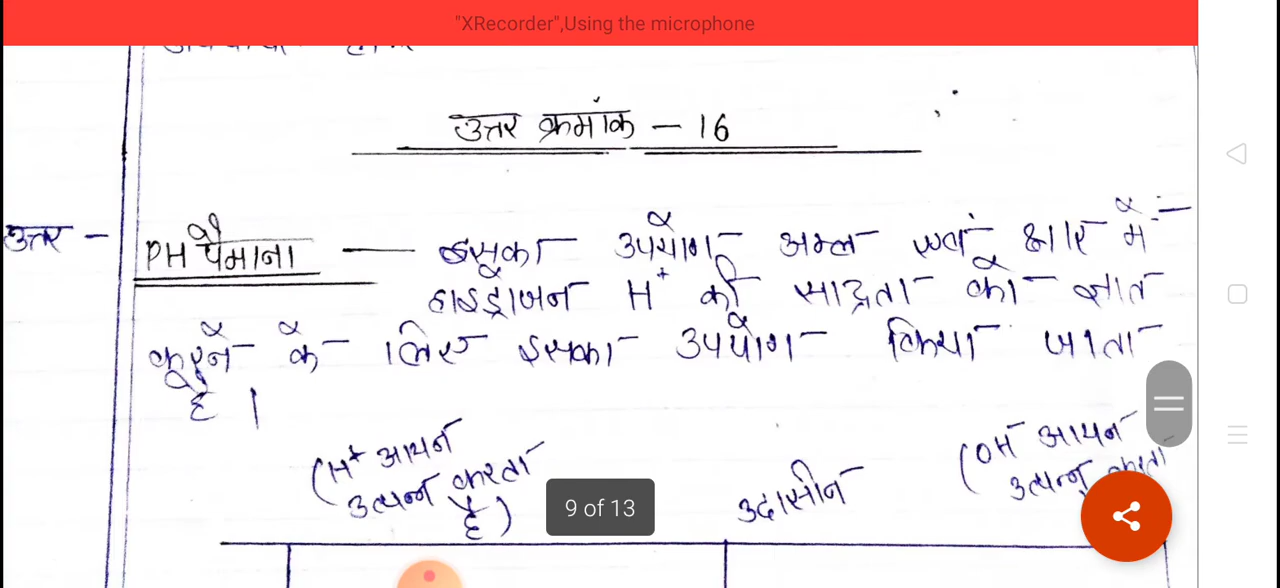 "XRecorder",Using the microphone
उत्तर क्रमांक - 16
उत्तर -
PH पैमाना — इसका उपयोग अम्ल एवं क्षार में :-
हाइड्रोजन H⁺ की सांद्रता को ज्ञात
करने के लिए इसका उपयोग किया जाता
है ।
(H⁺ आयन
उत्पन्न करता
है)
उदासीन
(OH⁻ आयन
उत्पन्न करता
9 of 13